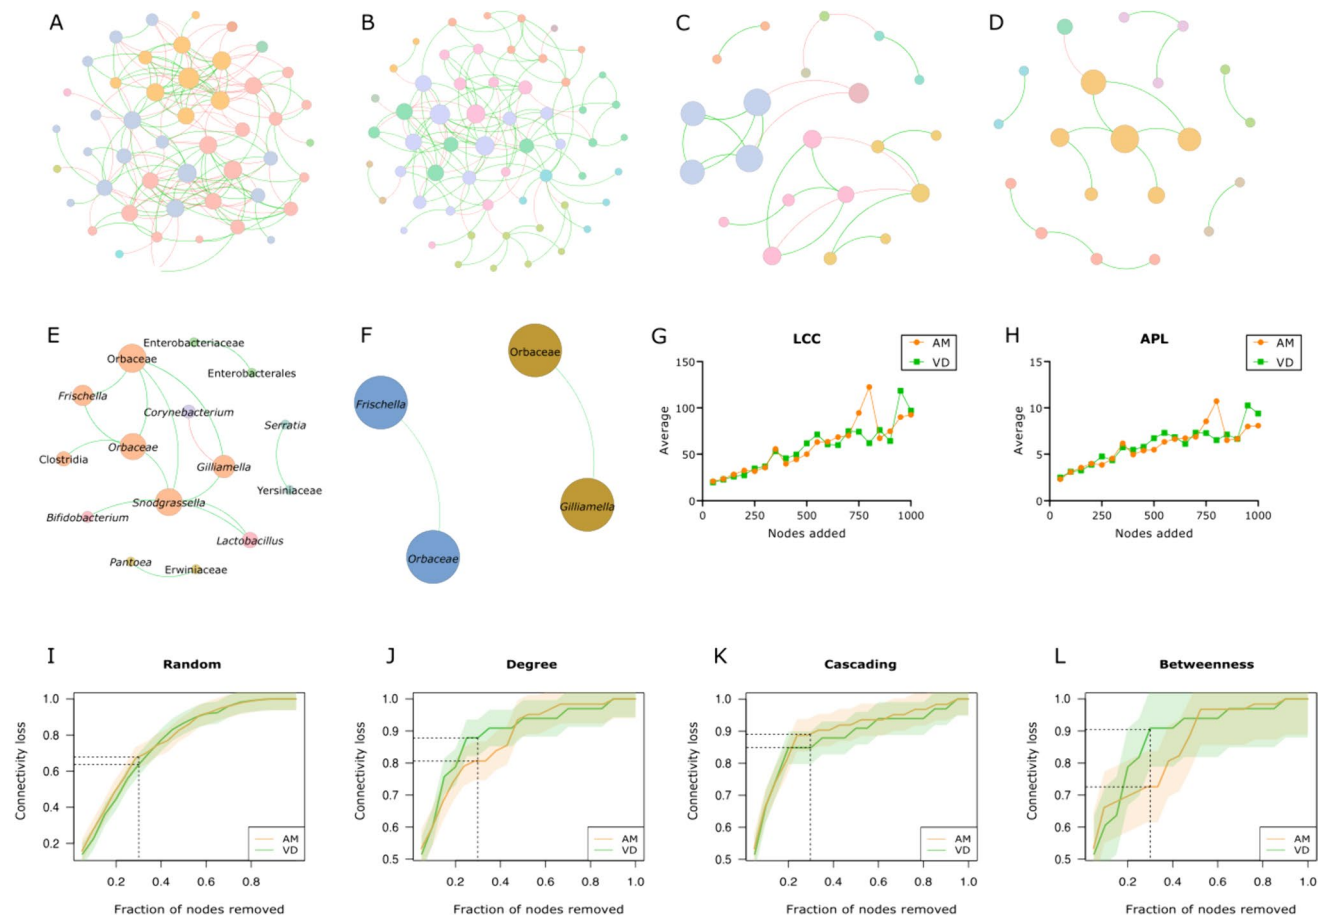 A B C D
E
Enterobacteriaceae
Orbaceae
Enterobacterales
Frischella
Corynebacterium
Serratia
Orbaceae
Clostridia
Gilliamella
Yersiniaceae
Snodgrassella
Bifidobacterium
Lactobacillus
Pantoea
Erwiniaceae
F
Orbaceae
Frischella
Gilliamella
Orbaceae
G
LCC
AM
VD
150
100
50
0
Average
0 250 500 750 1000
Nodes added
H
APL
AM
VD
15
10
5
0
Average
0 250 500 750 1000
Nodes added
I
Random
1.0
0.8
0.6
0.4
0.2
Connectivity loss
AM
VD
0.2 0.4 0.6 0.8 1.0
Fraction of nodes removed
J
Degree
1.0
0.9
0.8
0.7
0.6
0.5
Connectivity loss
AM
VD
0.2 0.4 0.6 0.8 1.0
Fraction of nodes removed
K
Cascading
1.0
0.9
0.8
0.7
0.6
0.5
Connectivity loss
AM
VD
0.2 0.4 0.6 0.8 1.0
Fraction of nodes removed
L
Betweenness
1.0
0.9
0.8
0.7
0.6
0.5
Connectivity loss
AM
VD
0.2 0.4 0.6 0.8 1.0
Fraction of nodes removed